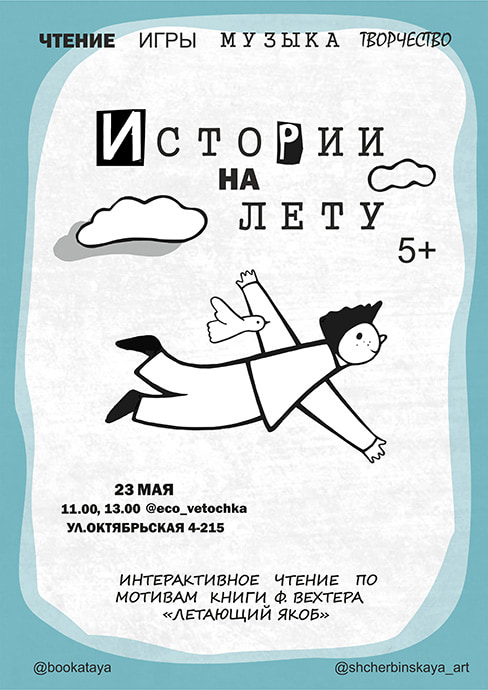 ЧТЕНИЕ ИГРЫ МУЗЫКА ТВОРЧЕСТВО
ИСТОРИИ
НА
ЛЕТУ
5+
23 МАЯ
11.00, 13.00 @eco_vetochka
УЛ.ОКТЯБРЬСКАЯ 4-215
ИНТЕРАКТИВНОЕ ЧТЕНИЕ ПО
МОТИВАМ КНИГИ Ф. ВЕХТЕРА
«ЛЕТАЮЩИЙ ЯКОБ»
@bookataya @shcherbinskaya_art